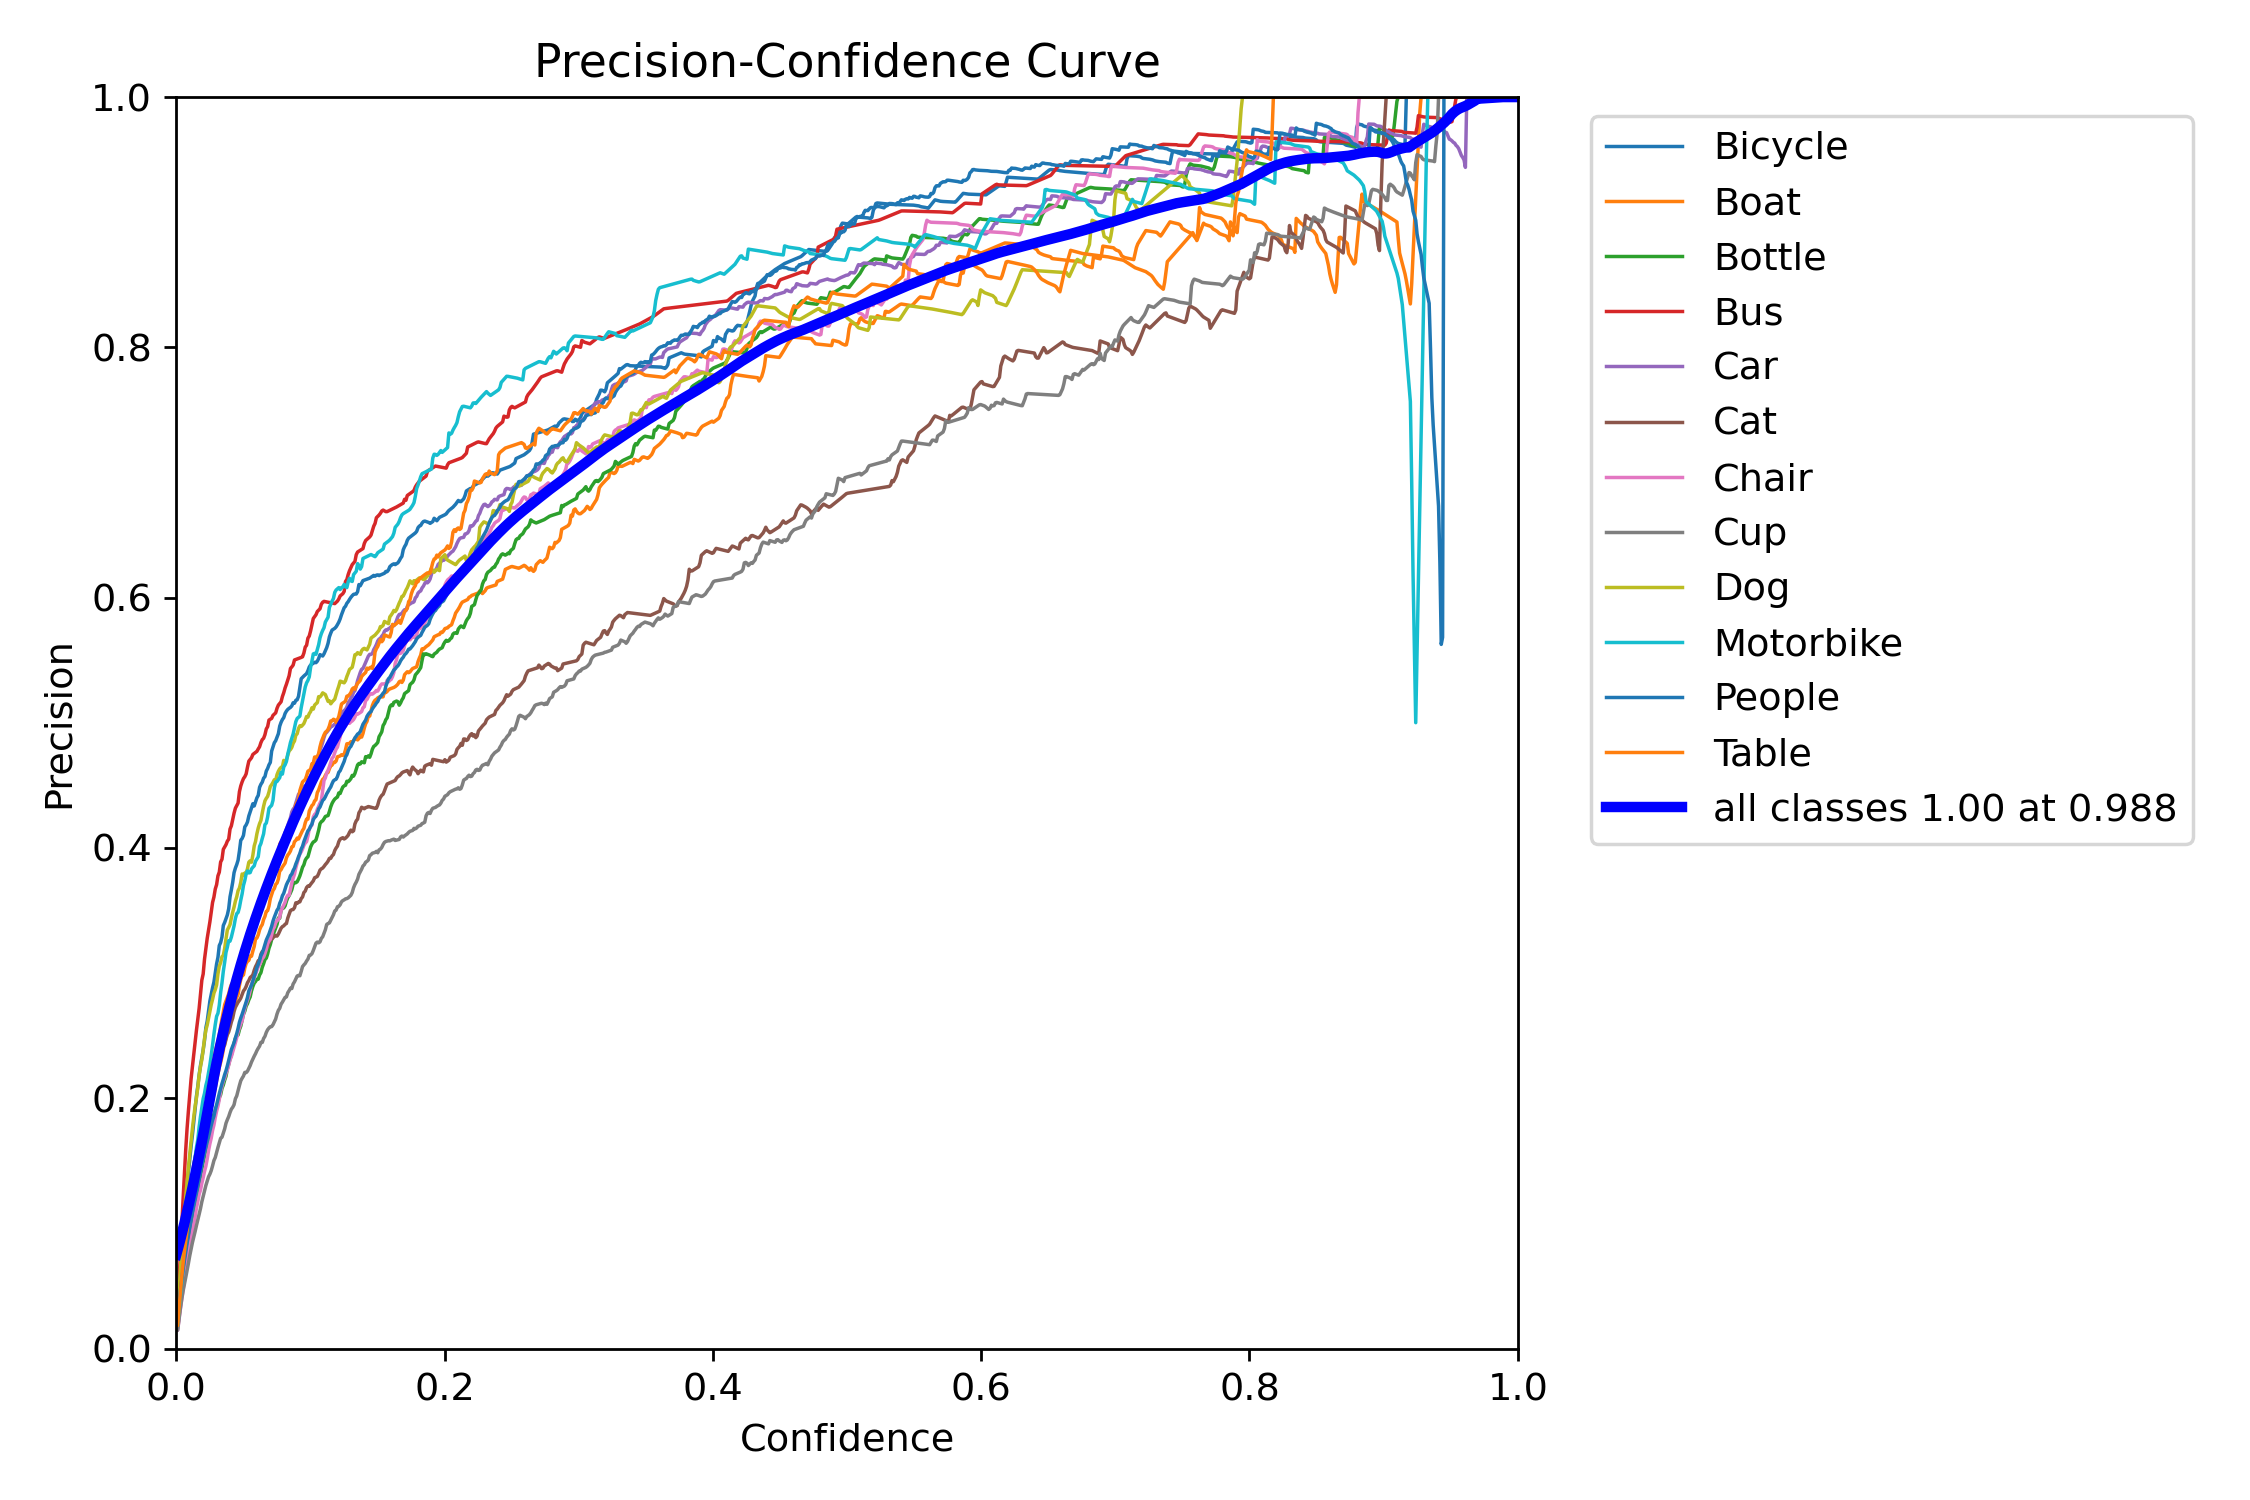 Precision-Confidence Curve
1.0
0.8
0.6
0.4
0.2
0.0
Precision
0.0 0.2 0.4 0.6 0.8 1.0
Confidence
Bicycle
Boat
Bottle
Bus
Car
Cat
Chair
Cup
Dog
Motorbike
People
Table
all classes 1.00 at 0.988